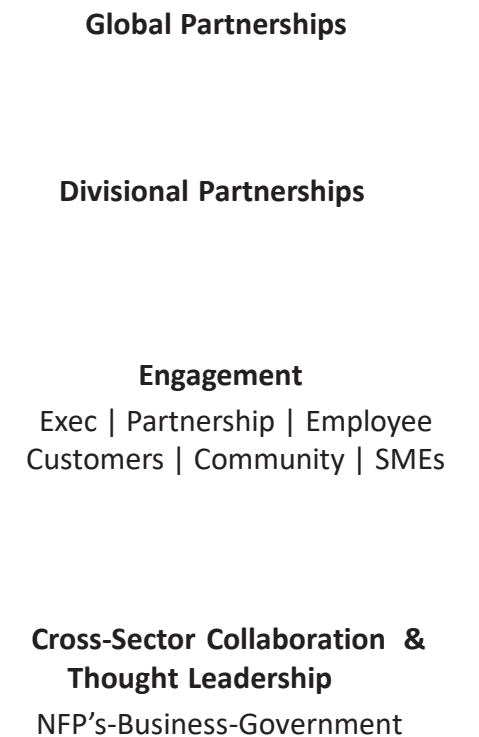 Global Partnerships
Divisional Partnerships
Engagement
Exec | Partnership | Employee
Customers | Community | SMEs
Cross-Sector Collaboration &
Thought Leadership
NFP's-Business-Government